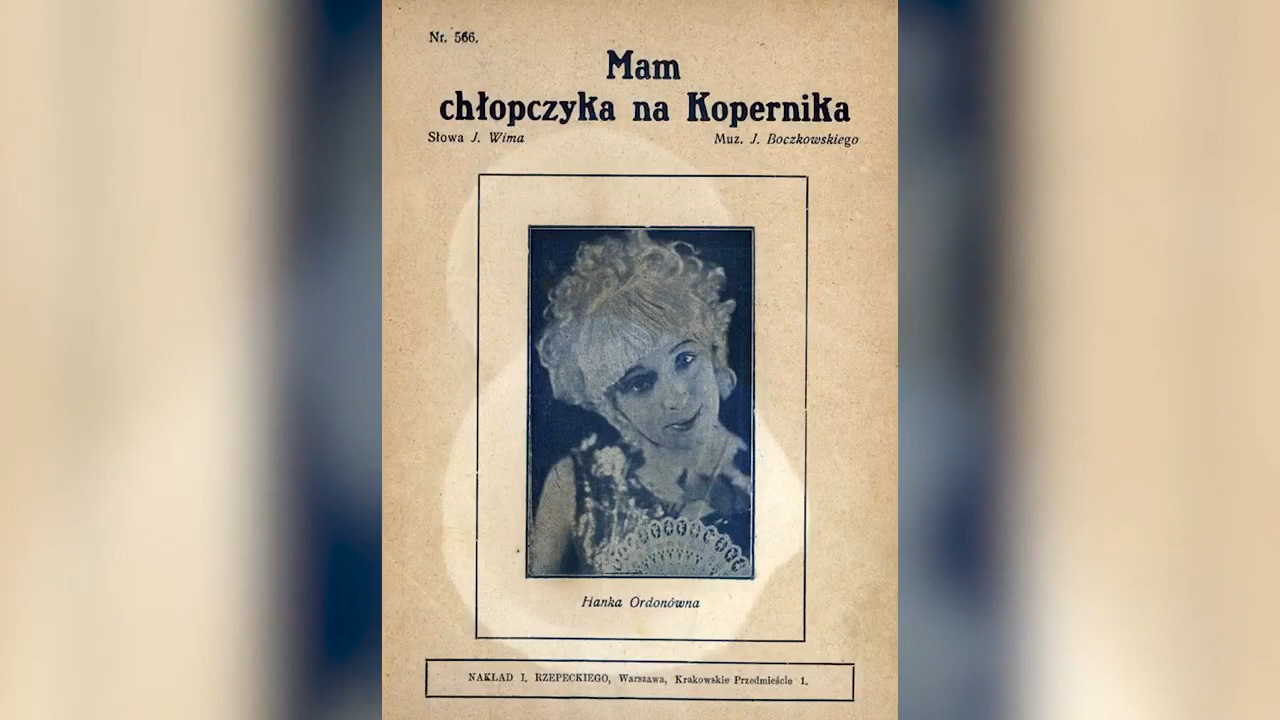 Nr. 566.
Mam
chłopczyka na Kopernika
Słowa J. Wima
Muz. J. Boczkowskiego
Hanka Ordonówna
NAKŁAD I. RZEPECKIEGO, Warszawa, Krakowskie Przedmieście 1.